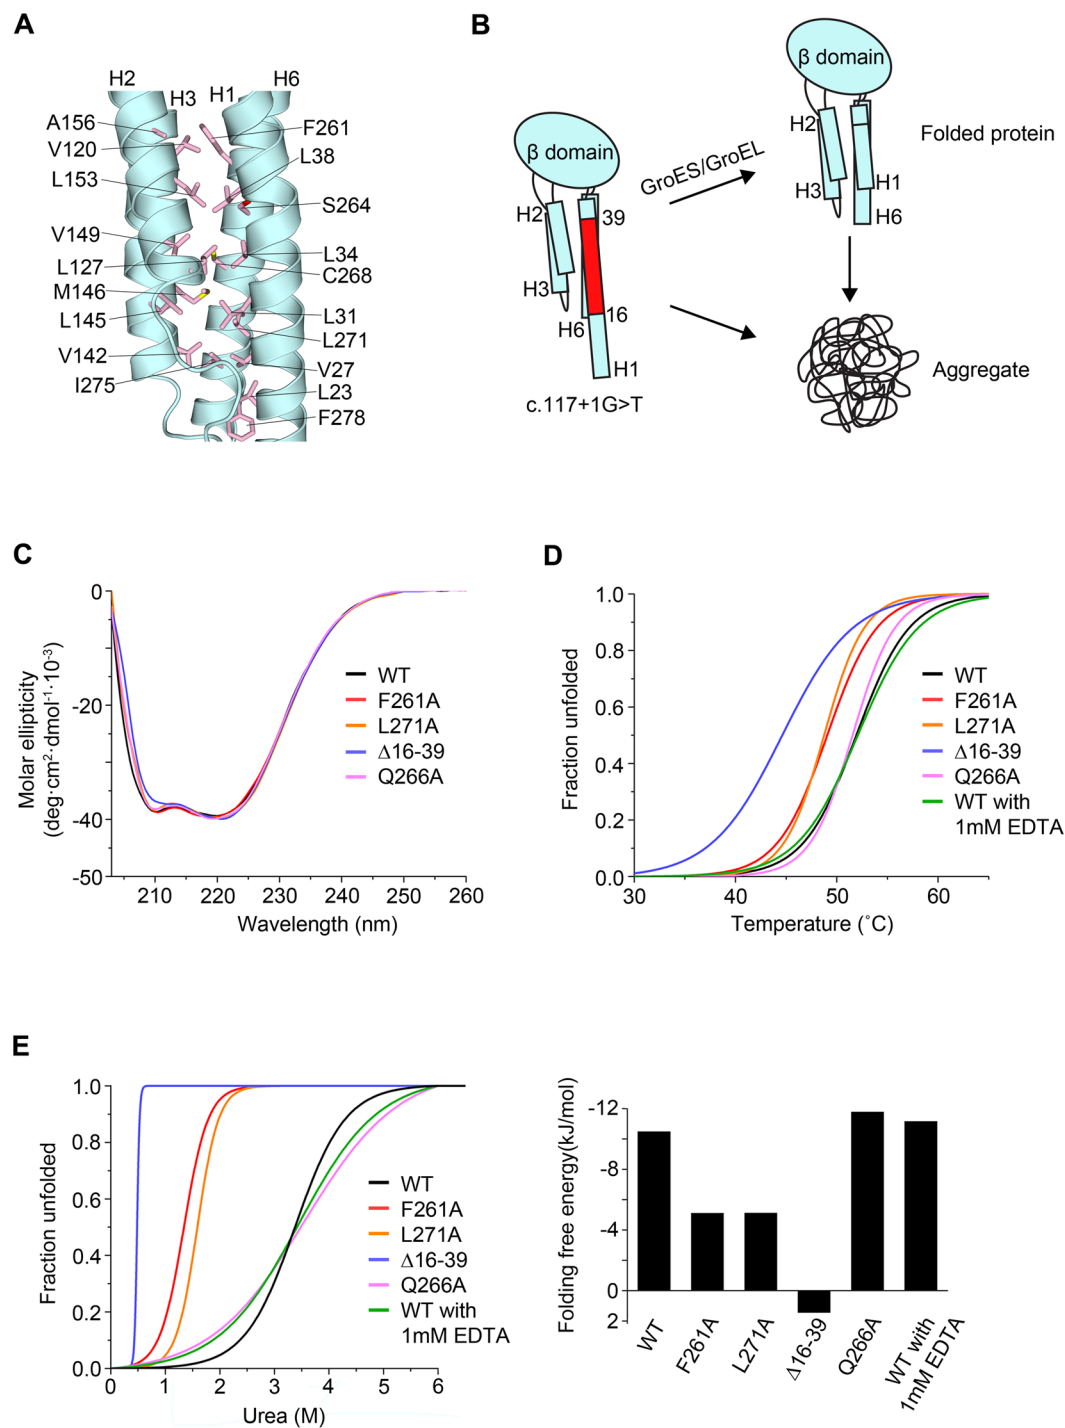 A
H2
H6
H3
H1
A156
F261
V120
L38
L153
S264
V149
L34
L127
C268
M146
L31
L145
L271
V142
V27
I275
L23
F278
B
β domain
β domain
GroES/GroEL
H2
Folded protein
H3
H1
H6
H2
39
H3
H6
16
H1
Aggregate
c.117+1G>T
C
Molar ellipticity
(deg·cm²·dmol⁻¹·10⁻³)
0
-20
-40
-50
210 220 230 240 250 260
Wavelength (nm)
WT
F261A
L271A
Δ16-39
Q266A
D
Fraction unfolded
1.0
0.8
0.6
0.4
0.2
0.0
30 40 50 60
Temperature (˚C)
WT
F261A
L271A
Δ16-39
Q266A
WT with
1mM EDTA
E
Fraction unfolded
1.0
0.8
0.6
0.4
0.2
0.0
0 1 2 3 4 5 6
Urea (M)
WT
F261A
L271A
Δ16-39
Q266A
WT with
1mM EDTA
Folding free energy(kJ/mol)
-12
-8
-4
0
2
WT
F261A
L271A
Δ16-39
Q266A
WT with
1mM EDTA